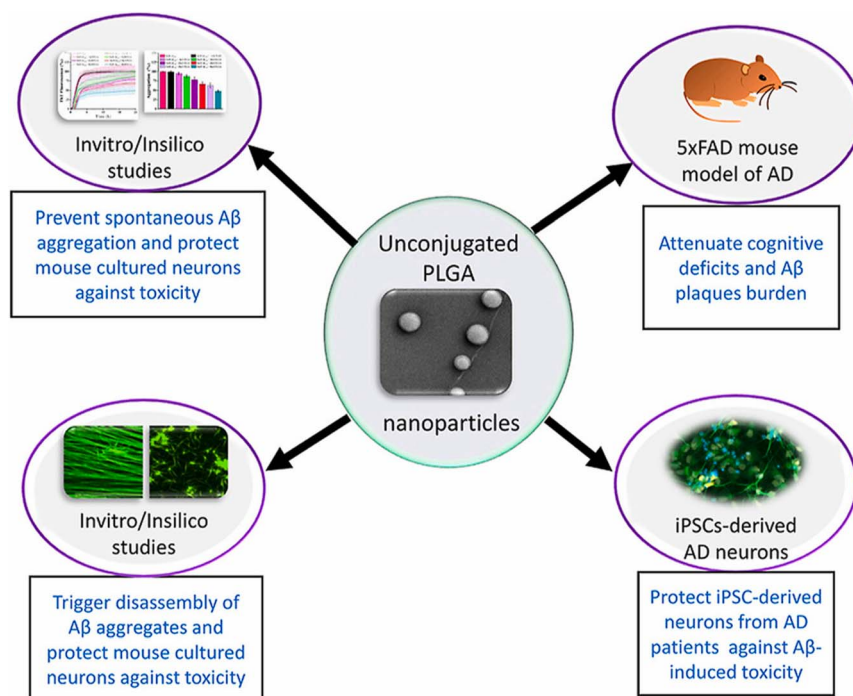 Invitro/Insilico
studies
Prevent spontaneous Aβ
aggregation and protect
mouse cultured neurons
against toxicity
5xFAD mouse
model of AD
Attenuate cognitive
deficits and Aβ
plaques burden
Unconjugated
PLGA
nanoparticles
Invitro/Insilico
studies
Trigger disassembly of
Aβ aggregates and
protect mouse cultured
neurons against toxicity
iPSCs-derived
AD neurons
Protect iPSC-derived
neurons from AD
patients against Aβ-
induced toxicity